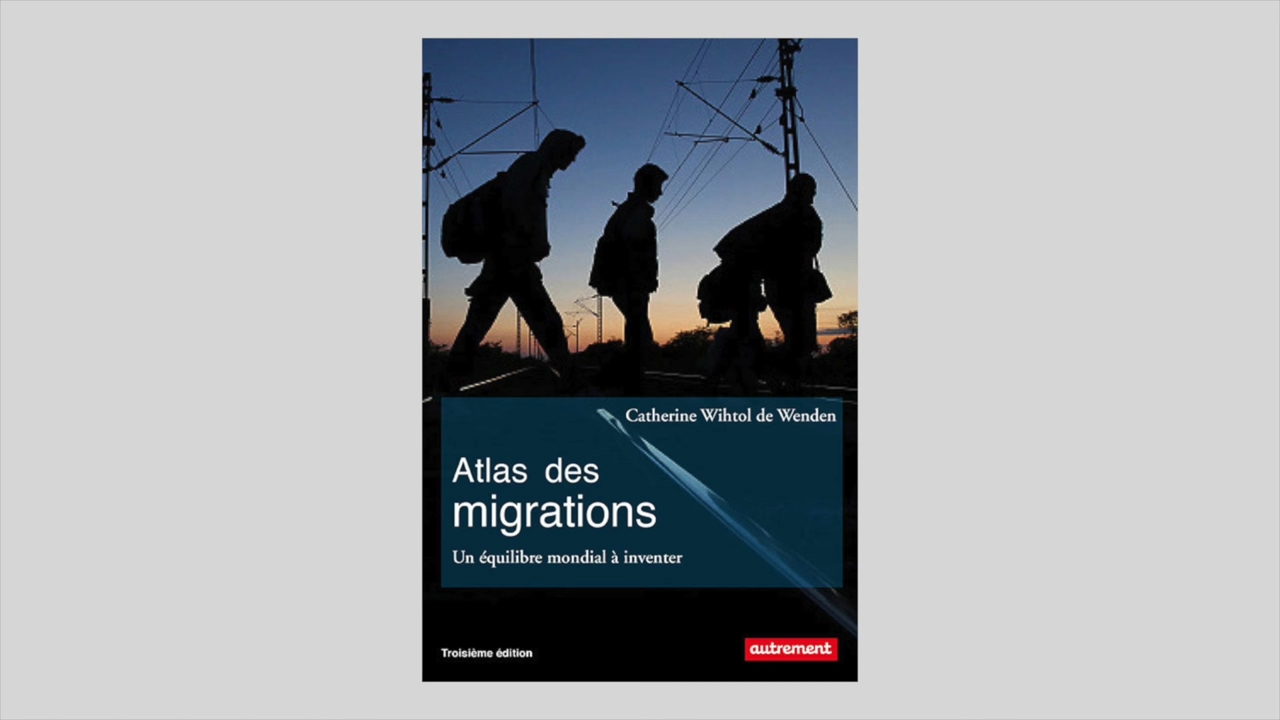 Catherine Wihtol de Wenden
Atlas des
migrations
Un équilibre mondial à inventer
Troisième édition
autrement